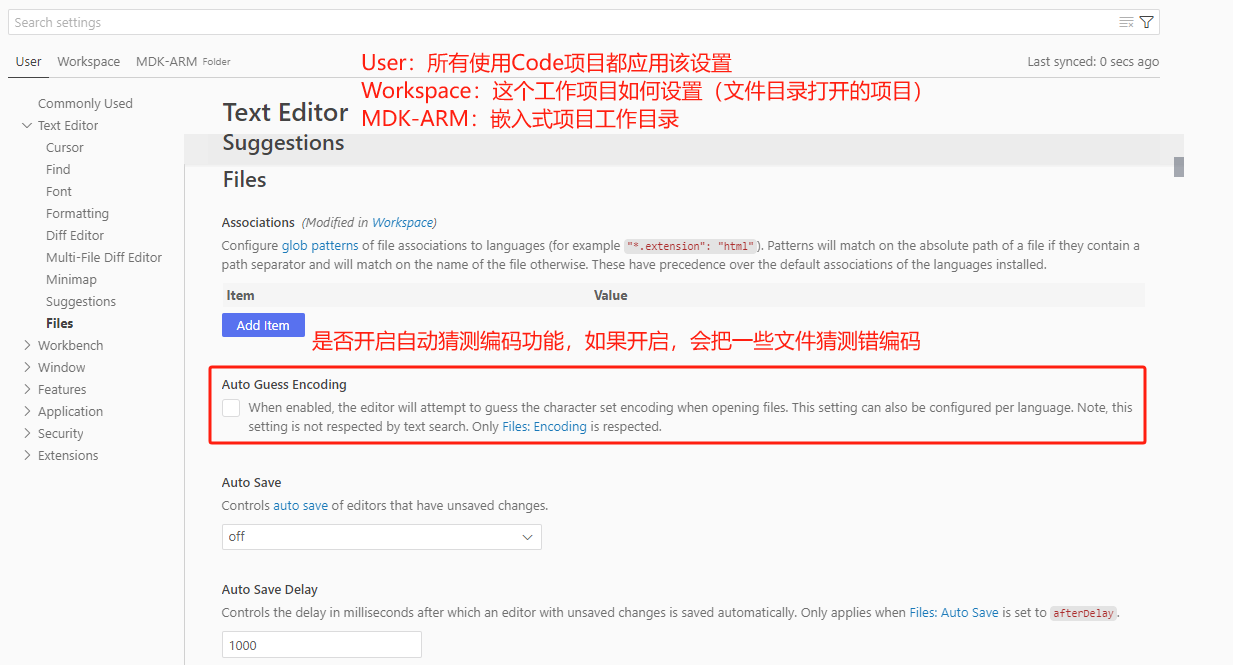 Search settings
User
Workspace
MDK-ARM Folder
User：所有使用Code项目都应用该设置
Last synced: 0 secs ago
Workspace：这个工作项目如何设置（文件目录打开的项目）
MDK-ARM：嵌入式项目工作目录
Commonly Used
Text Editor
Cursor
Find
Font
Formatting
Diff Editor
Multi-File Diff Editor
Minimap
Suggestions
Files
Workbench
Window
Features
Application
Security
Extensions
Text Editor
Suggestions
Files
Associations (Modified in Workspace)
Configure glob patterns of file associations to languages (for example "*.extension": "html"). Patterns will match on the absolute path of a file if they contain a
path separator and will match on the name of the file otherwise. These have precedence over the default associations of the languages installed.
Item
Value
Add Item
是否开启自动猜测编码功能，如果开启，会把一些文件猜测错编码
Auto Guess Encoding
When enabled, the editor will attempt to guess the character set encoding when opening files. This setting can also be configured per language. Note, this
setting is not respected by text search. Only Files: Encoding is respected.
Auto Save
Controls auto save of editors that have unsaved changes.
off
Auto Save Delay
Controls the delay in milliseconds after which an editor with unsaved changes is saved automatically. Only applies when Files: Auto Save is set to afterDelay.
1000